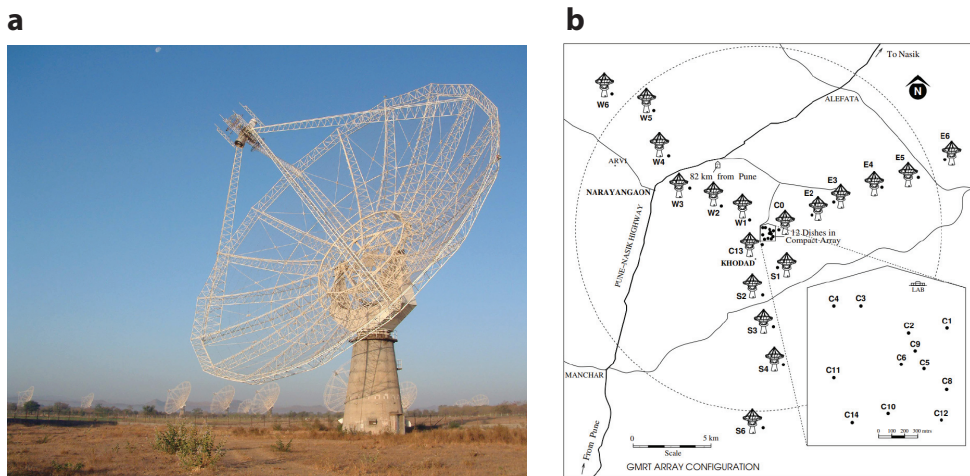 a
b
To Nasik
ALEFATA
N
W6
W5
E6
W4
E5
ARVI
E4
82 km from Pune
E3
NARAYANGAON
E2
W3
W2
C0
W1
12 Dishes in
Compact Array
C13
PUNE-NASIK HIGHWAY
KHODAD
S1
S2
LAB
C4
C3
C1
S3
C2
C9
C6
C5
S4
MANCHAR
C11
C8
C14
C10
C12
S6
0 100 200 300 mts
From Pune
0 5 km
Scale
GMRT ARRAY CONFIGURATION